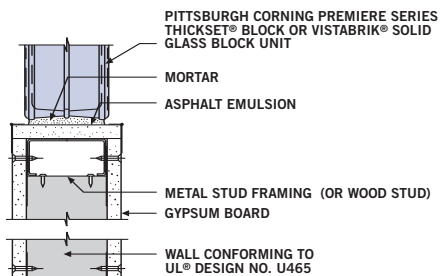 PITTSBURGH CORNING PREMIERE SERIES
THICKSET® BLOCK OR VISTABRIK® SOLID
GLASS BLOCK UNIT
MORTAR
ASPHALT EMULSION
METAL STUD FRAMING (OR WOOD STUD)
GYPSUM BOARD
WALL CONFORMING TO
UL® DESIGN NO. U465